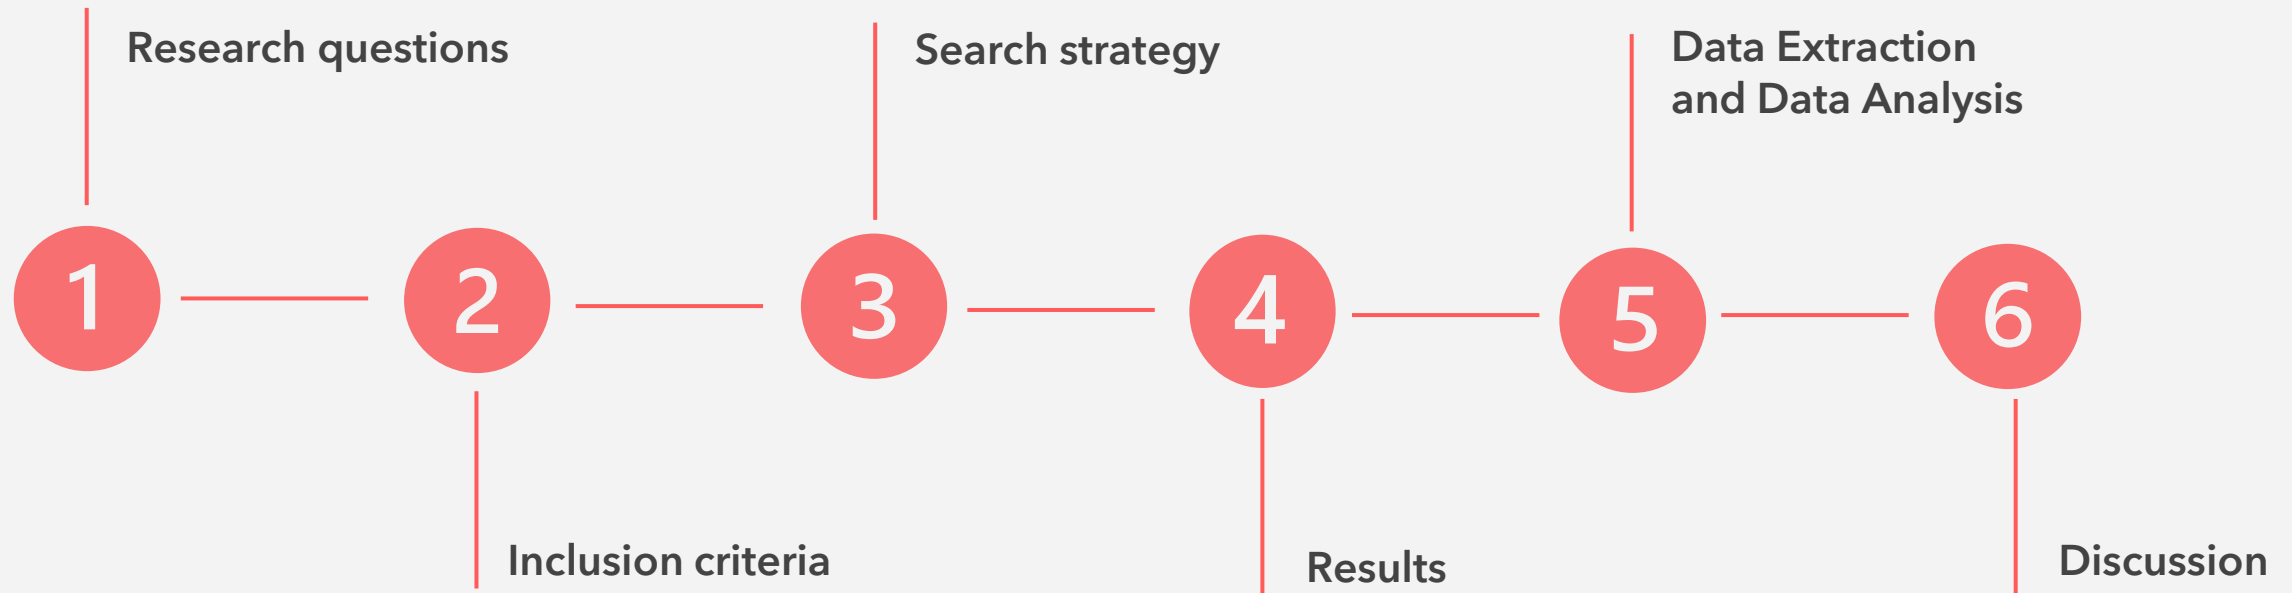 Research questions
Search strategy
Data Extraction
and Data Analysis
1
2
3
4
5
6
Inclusion criteria
Results
Discussion